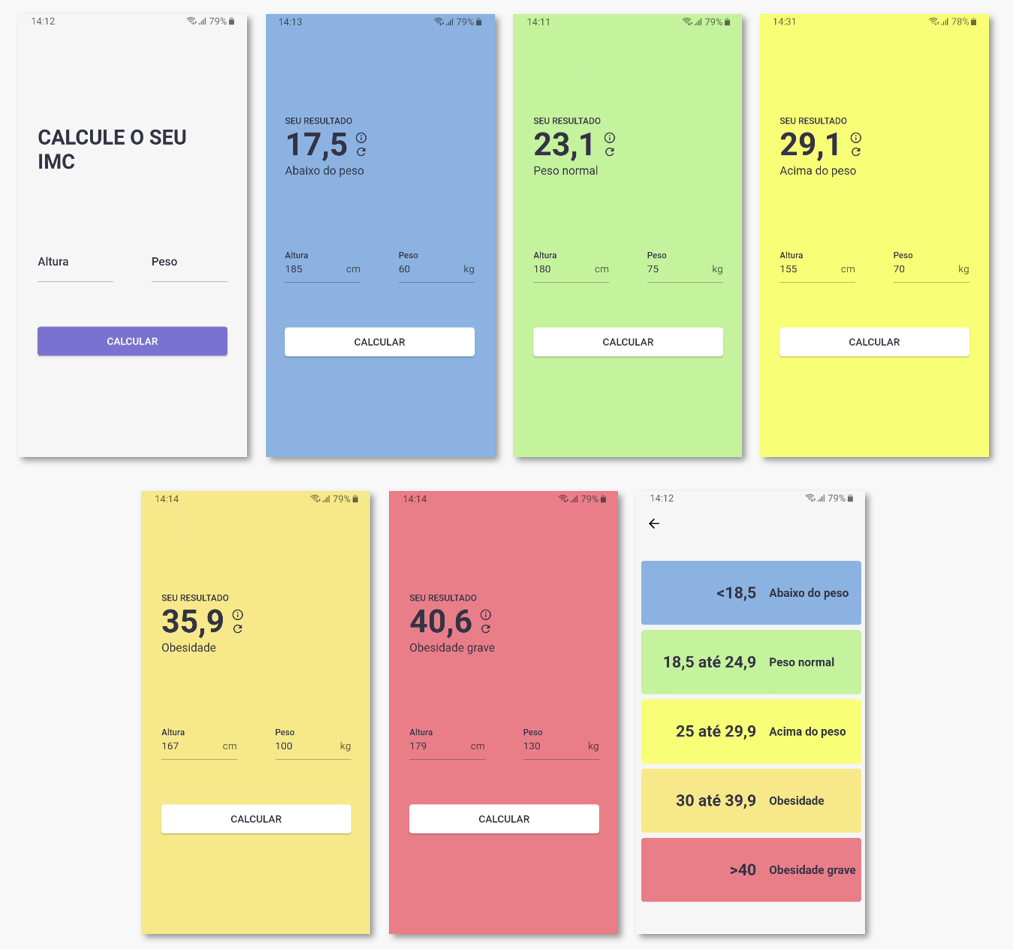 14:12 79%
CALCULE O SEU
IMC
Altura Peso
CALCULAR
14:13 79%
SEU RESULTADO
17,5
Abaixo do peso
Altura Peso
185 cm 60 kg
CALCULAR
14:11 79%
SEU RESULTADO
23,1
Peso normal
Altura Peso
180 cm 75 kg
CALCULAR
14:31 78%
SEU RESULTADO
29,1
Acima do peso
Altura Peso
155 cm 70 kg
CALCULAR
14:14 79%
SEU RESULTADO
35,9
Obesidade
Altura Peso
167 cm 100 kg
CALCULAR
14:14 79%
SEU RESULTADO
40,6
Obesidade grave
Altura Peso
179 cm 130 kg
CALCULAR
14:12 79%
<18,5 Abaixo do peso
18,5 até 24,9 Peso normal
25 até 29,9 Acima do peso
30 até 39,9 Obesidade
>40 Obesidade grave